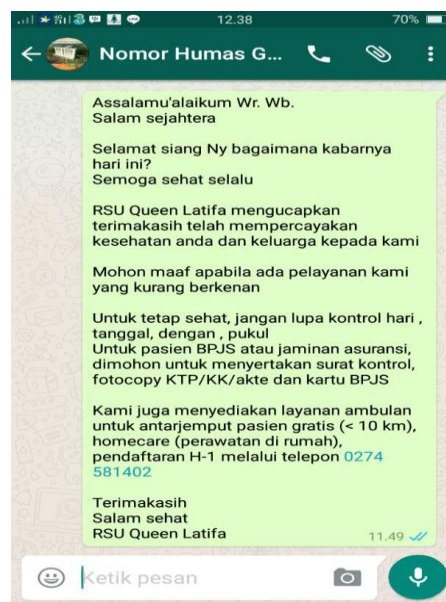 12.38
70%
Nomor Humas G...
Assalamu'alaikum Wr. Wb.
Salam sejahtera
Selamat siang Ny bagaimana kabarnya
hari ini?
Semoga sehat selalu
RSU Queen Latifa mengucapkan
terimakasih telah mempercayakan
kesehatan anda dan keluarga kepada kami
Mohon maaf apabila ada pelayanan kami
yang kurang berkenan
Untuk tetap sehat, jangan lupa kontrol hari ,
tanggal, dengan , pukul
Untuk pasien BPJS atau jaminan asuransi,
dimohon untuk menyertakan surat kontrol,
fotocopy KTP/KK/akte dan kartu BPJS
Kami juga menyediakan layanan ambulan
untuk antarjemput pasien gratis (< 10 km),
homecare (perawatan di rumah),
pendaftaran H-1 melalui telepon 0274
581402
Terimakasih
Salam sehat
RSU Queen Latifa
11.49
Ketik pesan